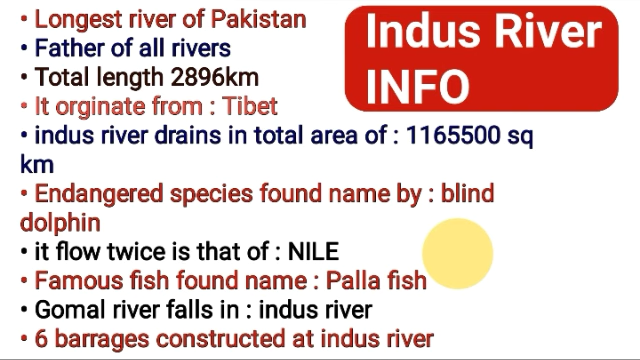 • Longest river of Pakistan
• Father of all rivers
• Total length 2896km
• It orginate from : Tibet
• indus river drains in total area of : 1165500 sq
km
• Endangered species found name by : blind
dolphin
• it flow twice is that of : NILE
• Famous fish found name : Palla fish
• Gomal river falls in : indus river
• 6 barrages constructed at indus river
Indus River
INFO